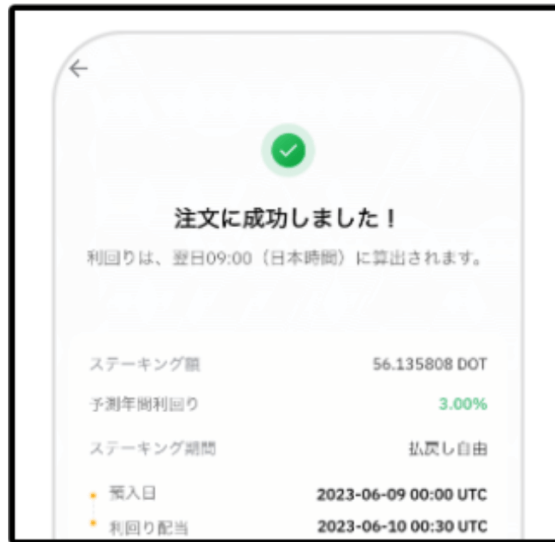 注文に成功しました！
利回りは、翌日09:00（日本時間）に算出されます。
ステーキング額 56.135808 DOT
予測年間利回り 3.00%
ステーキング期間 払戻し自由
預入日 2023-06-09 00:00 UTC
利回り配当 2023-06-10 00:30 UTC